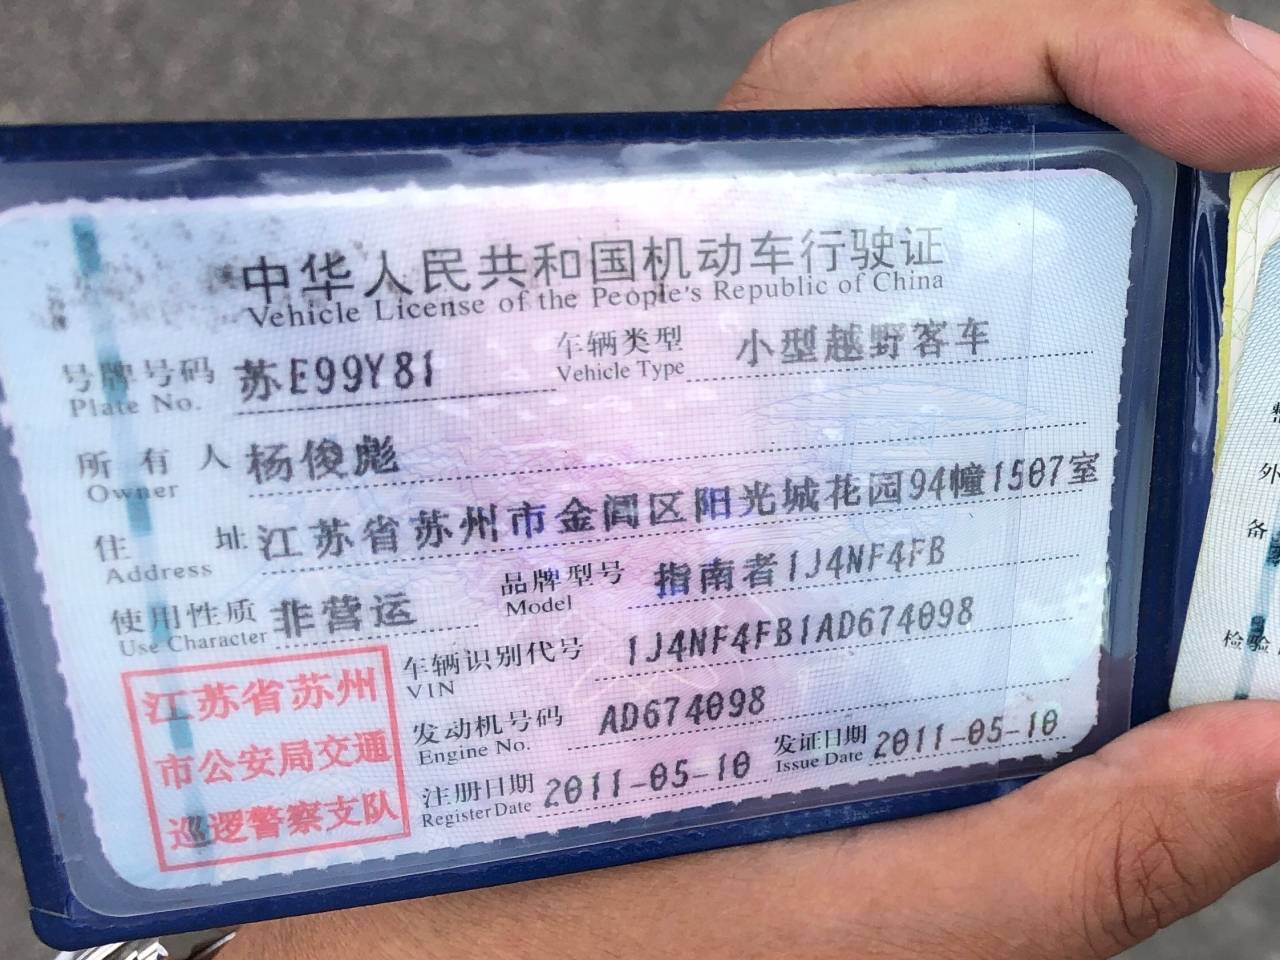 中华人民共和国机动车行驶证
Vehicle License of the People's Republic of China
号牌号码 苏E99Y81 车辆类型 小型越野客车
Plate No. Vehicle Type
所有人 杨俊彪
Owner
住址 江苏省苏州市金阊区阳光城花园94幢1507室
Address
使用性质 非营运 品牌型号 指南者1J4NF4FB
Use Character Model
车辆识别代号 1J4NF4FB1AD674098
VIN
发动机号码 AD674098
Engine No.
注册日期 2011-05-10 发证日期 2011-05-10
Register Date Issue Date
江苏省苏州
市公安局交通
巡逻警察支队
外
备
检验